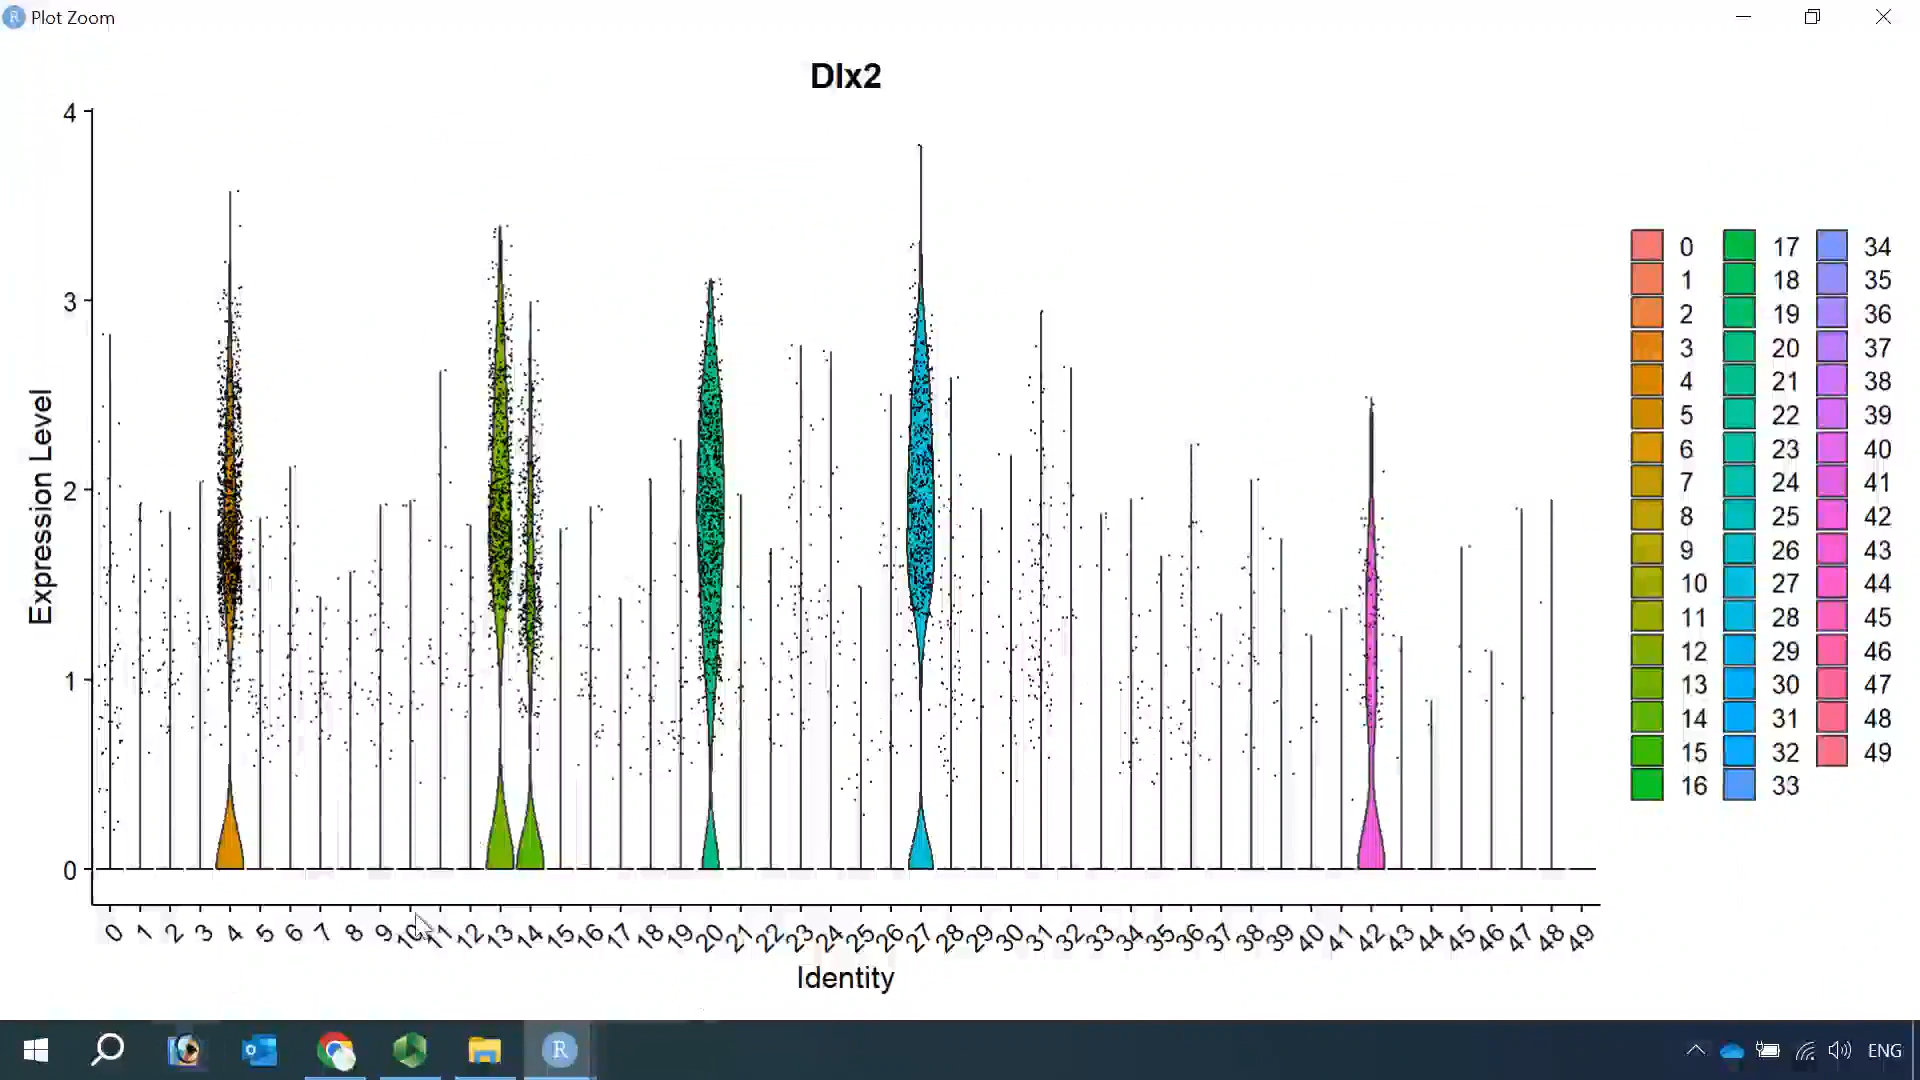 Plot Zoom
Dlx2
Expression Level
4
3
2
1
0
0 1 2 3 4 5 6 7 8 9 10 11 12 13 14 15 16 17 18 19 20 21 22 23 24 25 26 27 28 29 30 31 32 33 34 35 36 37 38 39 40 41 42 43 44 45 46 47 48 49
Identity
0 17 34
1 18 35
2 19 36
3 20 37
4 21 38
5 22 39
6 23 40
7 24 41
8 25 42
9 26 43
10 27 44
11 28 45
12 29 46
13 30 47
14 31 48
15 32 49
16 33
R
ENG